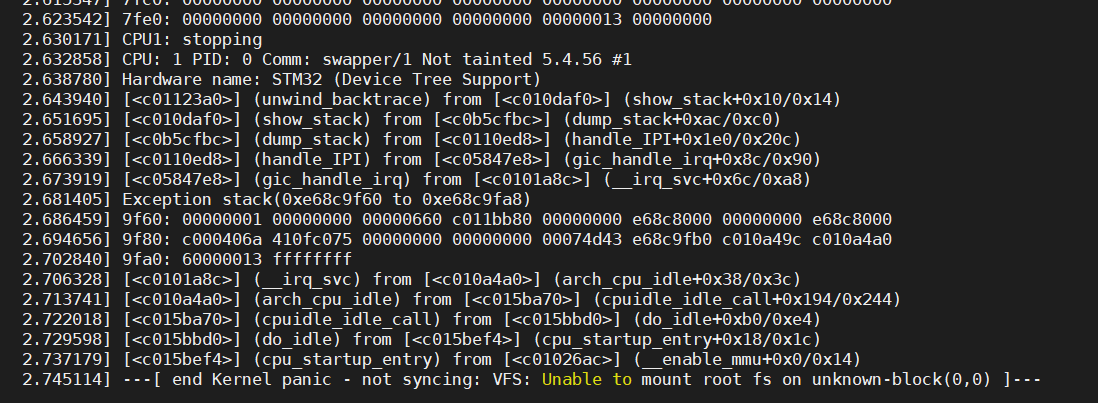 2.623542] 7fe0: 00000000 00000000 00000000 00000000 00000013 00000000
2.630171] CPU1: stopping
2.632858] CPU: 1 PID: 0 Comm: swapper/1 Not tainted 5.4.56 #1
2.638780] Hardware name: STM32 (Device Tree Support)
2.643940] [<c01123a0>] (unwind_backtrace) from [<c010daf0>] (show_stack+0x10/0x14)
2.651695] [<c010daf0>] (show_stack) from [<c0b5cfbc>] (dump_stack+0xac/0xc0)
2.658927] [<c0b5cfbc>] (dump_stack) from [<c0110ed8>] (handle_IPI+0x1e0/0x20c)
2.666339] [<c0110ed8>] (handle_IPI) from [<c05847e8>] (gic_handle_irq+0x8c/0x90)
2.673919] [<c05847e8>] (gic_handle_irq) from [<c0101a8c>] (__irq_svc+0x6c/0xa8)
2.681405] Exception stack(0xe68c9f60 to 0xe68c9fa8)
2.686459] 9f60: 00000001 00000000 00000660 c011bb80 00000000 e68c8000 00000000 e68c8000
2.694656] 9f80: c000406a 410fc075 00000000 00000000 00074d43 e68c9fb0 c010a49c c010a4a0
2.702840] 9fa0: 60000013 ffffffff
2.706328] [<c0101a8c>] (__irq_svc) from [<c010a4a0>] (arch_cpu_idle+0x38/0x3c)
2.713741] [<c010a4a0>] (arch_cpu_idle) from [<c015ba70>] (cpuidle_idle_call+0x194/0x244)
2.722018] [<c015ba70>] (cpuidle_idle_call) from [<c015bbd0>] (do_idle+0xb0/0xe4)
2.729598] [<c015bbd0>] (do_idle) from [<c015bef4>] (cpu_startup_entry+0x18/0x1c)
2.737179] [<c015bef4>] (cpu_startup_entry) from [<c01026ac>] (__enable_mmu+0x0/0x14)
2.745114] ---[ end Kernel panic - not syncing: VFS: Unable to mount root fs on unknown-block(0,0) ]---